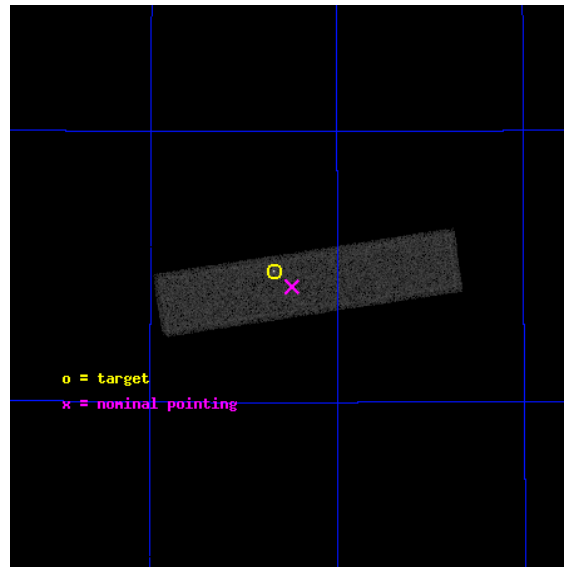 o = target
x = nominal pointing